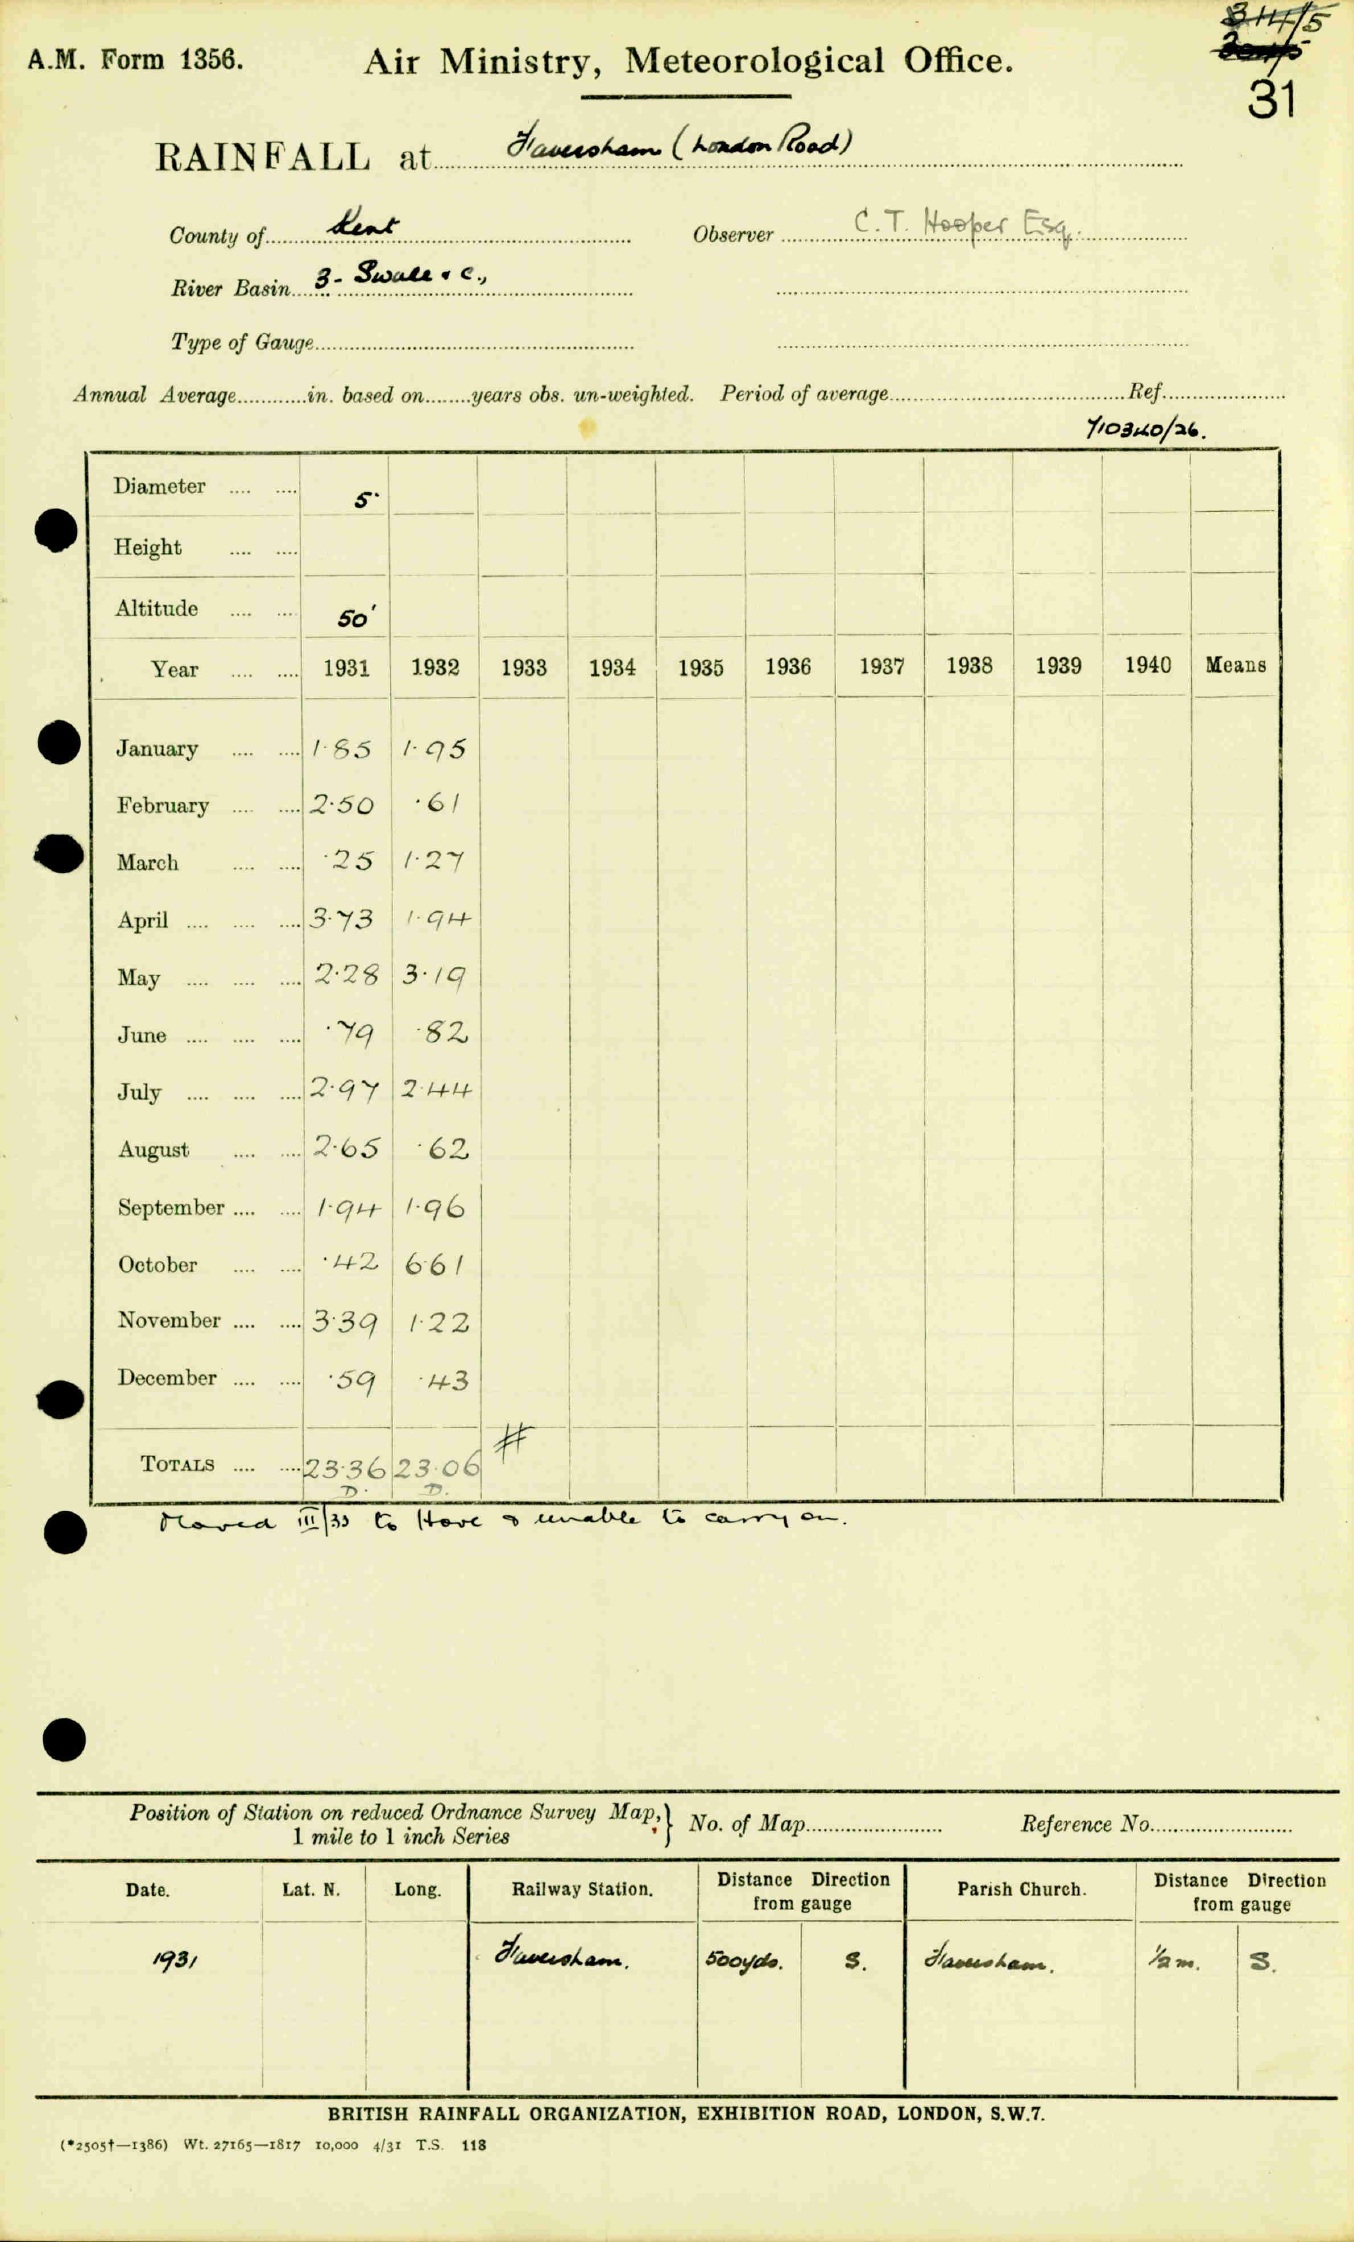 314/5
A.M. Form 1356.
Air Ministry, Meteorological Office.
31
RAINFALL at Faversham (London Road)
County of Kent
Observer C. T. Hooper Esq.
River Basin 3 - Swale & c.,
Type of Gauge
Annual Average in. based on years obs. un-weighted. Period of average Ref.
710340/26.
Diameter 5"
Height
Altitude 50'
Year 1931 1932 1933 1934 1935 1936 1937 1938 1939 1940 Means
January 1.85 1.95
February 2.50 .61
March .25 1.27
April 3.73 1.94
May 2.28 3.19
June .79 .82
July 2.97 2.44
August 2.65 .62
September 1.94 1.96
October .42 6.61
November 3.39 1.22
December .59 .43
#
TOTALS 23.36 23.06
D. D.
Moved III/33 to Hove & unable to carry on.
Position of Station on reduced Ordnance Survey Map,
1 mile to 1 inch Series
No. of Map
Reference No.
Date. Lat. N. Long. Railway Station. Distance Direction from gauge Parish Church. Distance Direction from gauge
1931 Faversham. 500yds. S. Faversham. ½ m. S.
BRITISH RAINFALL ORGANIZATION, EXHIBITION ROAD, LONDON, S.W.7.
(*2505†—1386) Wt. 27165—1817 10,000 4/31 T.S. 118